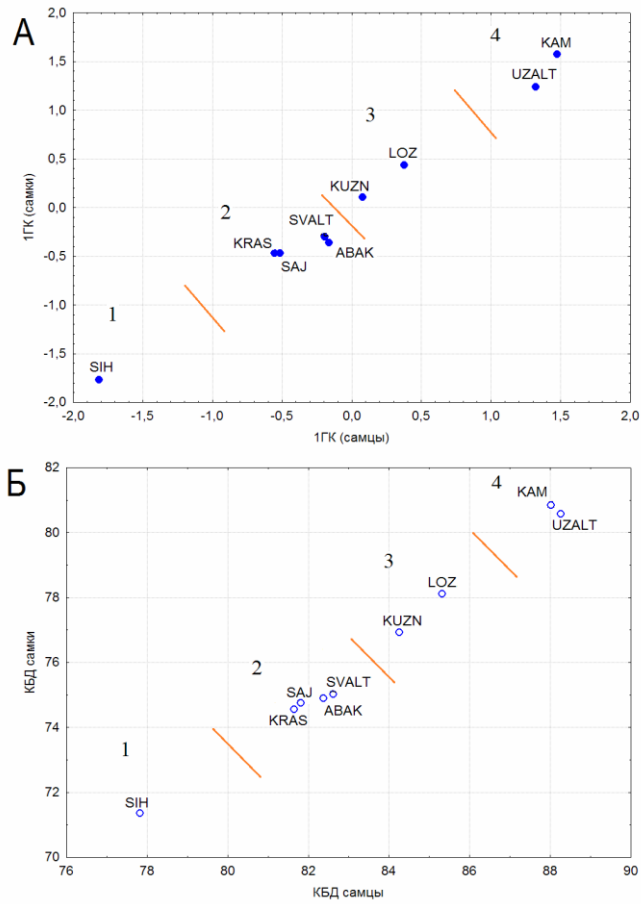 А
2,0
1,5
1,0
0,5
0,0
-0,5
-1,0
-1,5
-2,0
1ГК (самки)
4
KAM
UZALT
3
LOZ
KUZN
2
SVALT
KRAS
SAJ
ABAK
1
SIH
-2,0 -1,5 -1,0 -0,5 0,0 0,5 1,0 1,5 2,0
1ГК (самцы)
Б
82
80
78
76
74
72
70
КБД самки
4
KAM
UZALT
3
LOZ
KUZN
2
SAJ
SVALT
KRAS
ABAK
1
SIH
76 78 80 82 84 86 88 90
КБД самцы